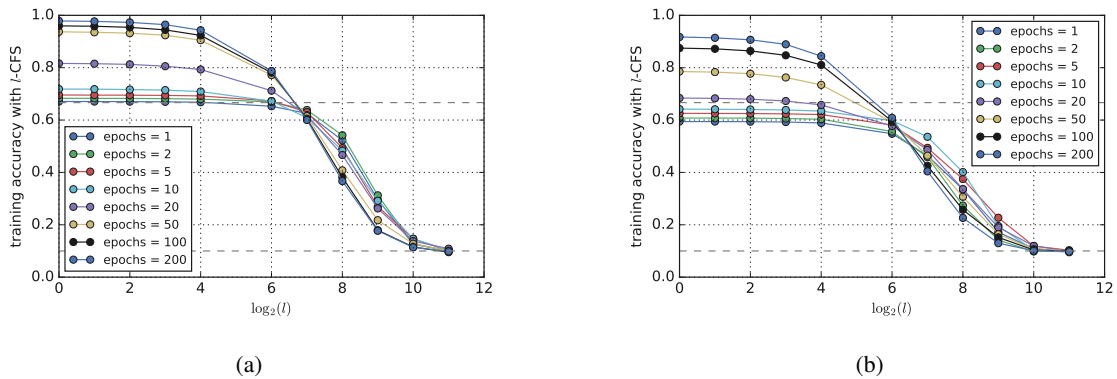 1.0
0.8
0.6
0.4
0.2
0.0
training accuracy with l-CFS
epochs = 1
epochs = 2
epochs = 5
epochs = 10
epochs = 20
epochs = 50
epochs = 100
epochs = 200
0 2 4 6 8 10 12
log₂(l)
(a)
1.0
0.8
0.6
0.4
0.2
0.0
training accuracy with l-CFS
epochs = 1
epochs = 2
epochs = 5
epochs = 10
epochs = 20
epochs = 50
epochs = 100
epochs = 200
0 2 4 6 8 10 12
log₂(l)
(b)